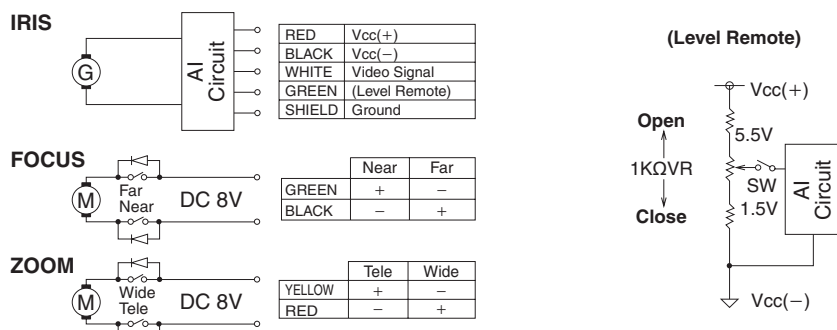 IRIS
G
AI
Circuit
RED Vcc(+)
BLACK Vcc(−)
WHITE Video Signal
GREEN (Level Remote)
SHIELD Ground
FOCUS
M
Far
Near
DC 8V
Near Far
GREEN + −
BLACK − +
ZOOM
M
Wide
Tele
DC 8V
Tele Wide
YELLOW + −
RED − +
(Level Remote)
Vcc(+)
Open
5.5V
1KΩVR
SW
1.5V
Close
AI
Circuit
Vcc(−)